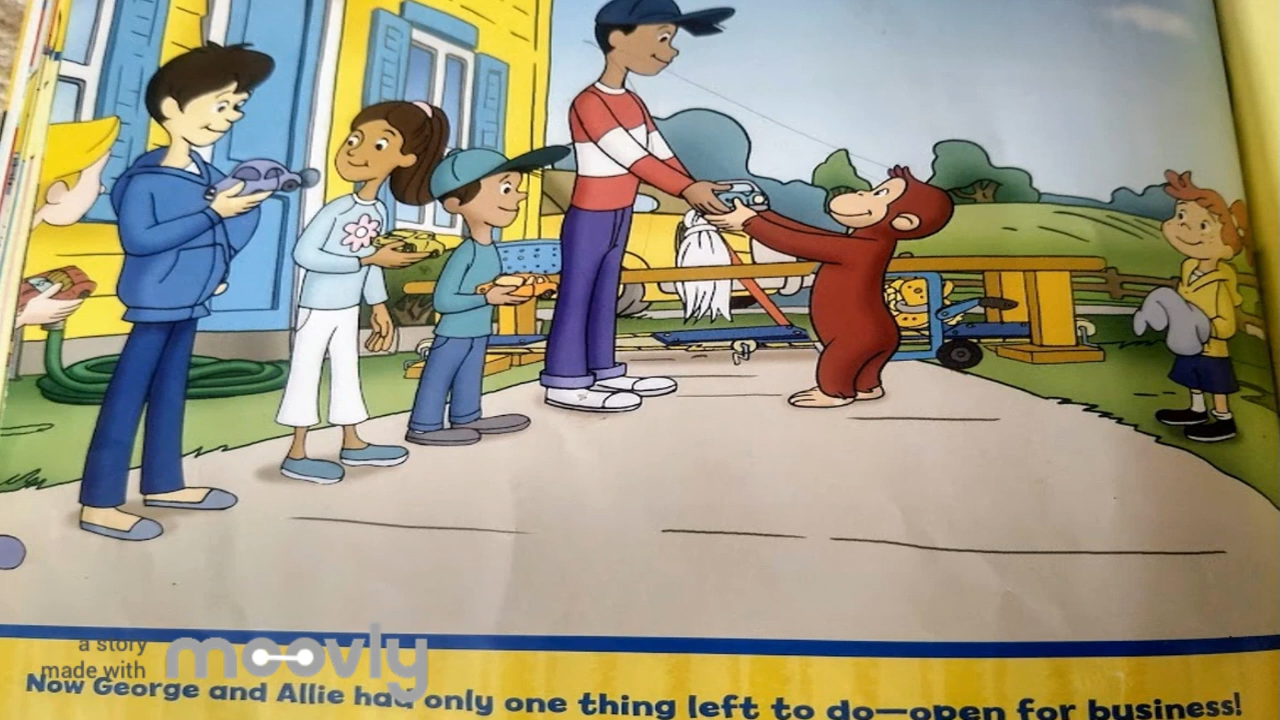 a story
made with
moovly
Now George and Allie had only one thing left to do—open for business!